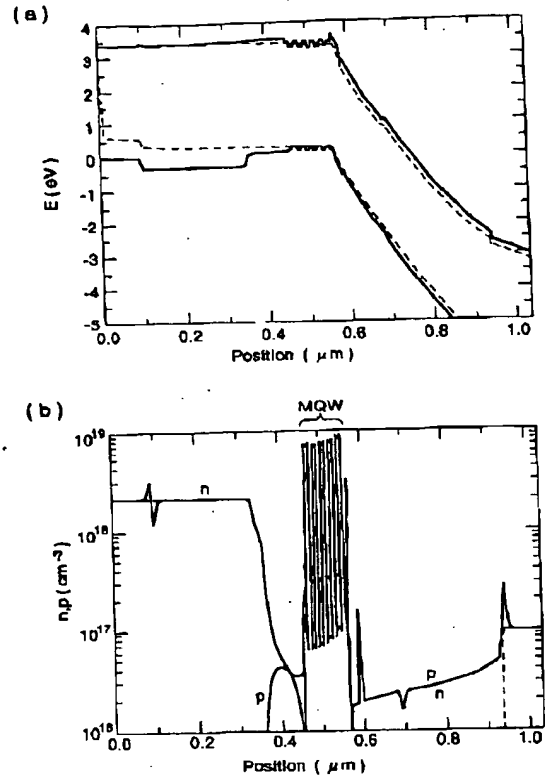 (a)
4
3
2
1
0
-1
-2
-3
-4
-5
E (eV)
0.0 0.2 0.4 0.6 0.8 1.0
Position ( μm)
(b)
MQW
10¹⁹
10¹⁸
10¹⁷
10¹⁶
n,p (cm⁻³)
n
p
p
n
0.0 0.2 0.4 0.6 0.8 1.0
Position ( μm)